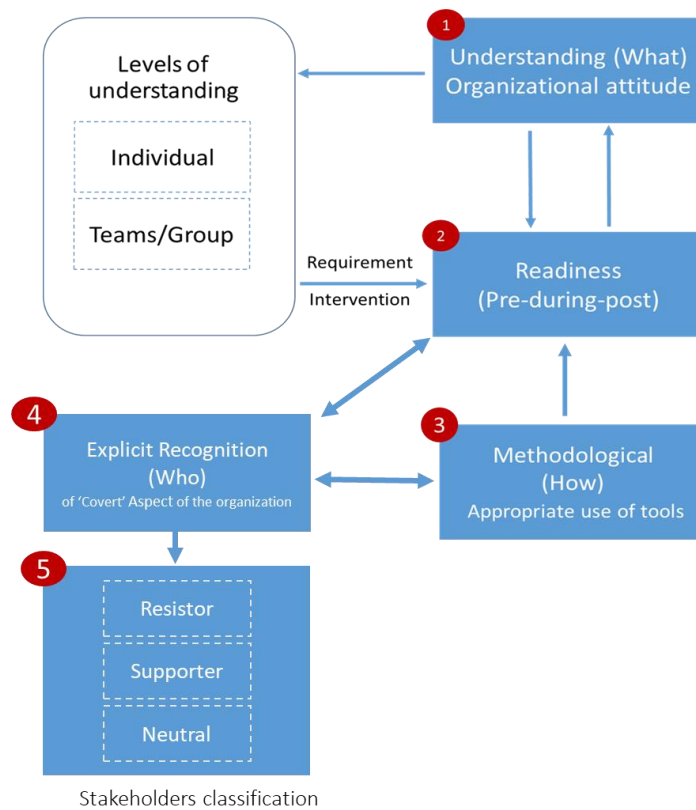 Levels of
understanding
Individual
Teams/Group
1
Understanding (What)
Organizational attitude
Requirement
Intervention
2
Readiness
(Pre-during-post)
4
Explicit Recognition
(Who)
of ‘Covert’ Aspect of the organization
3
Methodological
(How)
Appropriate use of tools
5
Resistor
Supporter
Neutral
Stakeholders classification